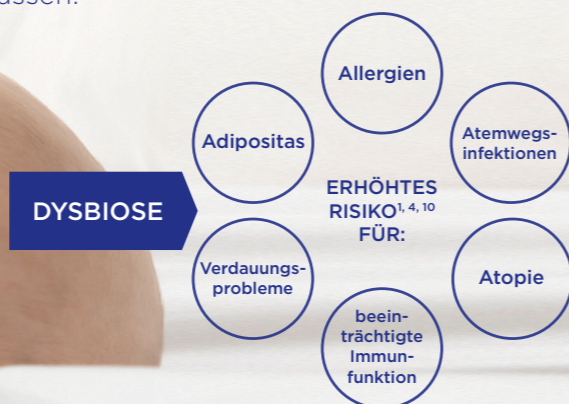 DYSBIOSE
Allergien
Adipositas
Atemwegs-
infektionen
ERHÖHTES
RISIKO1, 4, 10
FÜR:
Verdauungs-
probleme
Atopie
beein-
trächtigte
Immun-
funktion